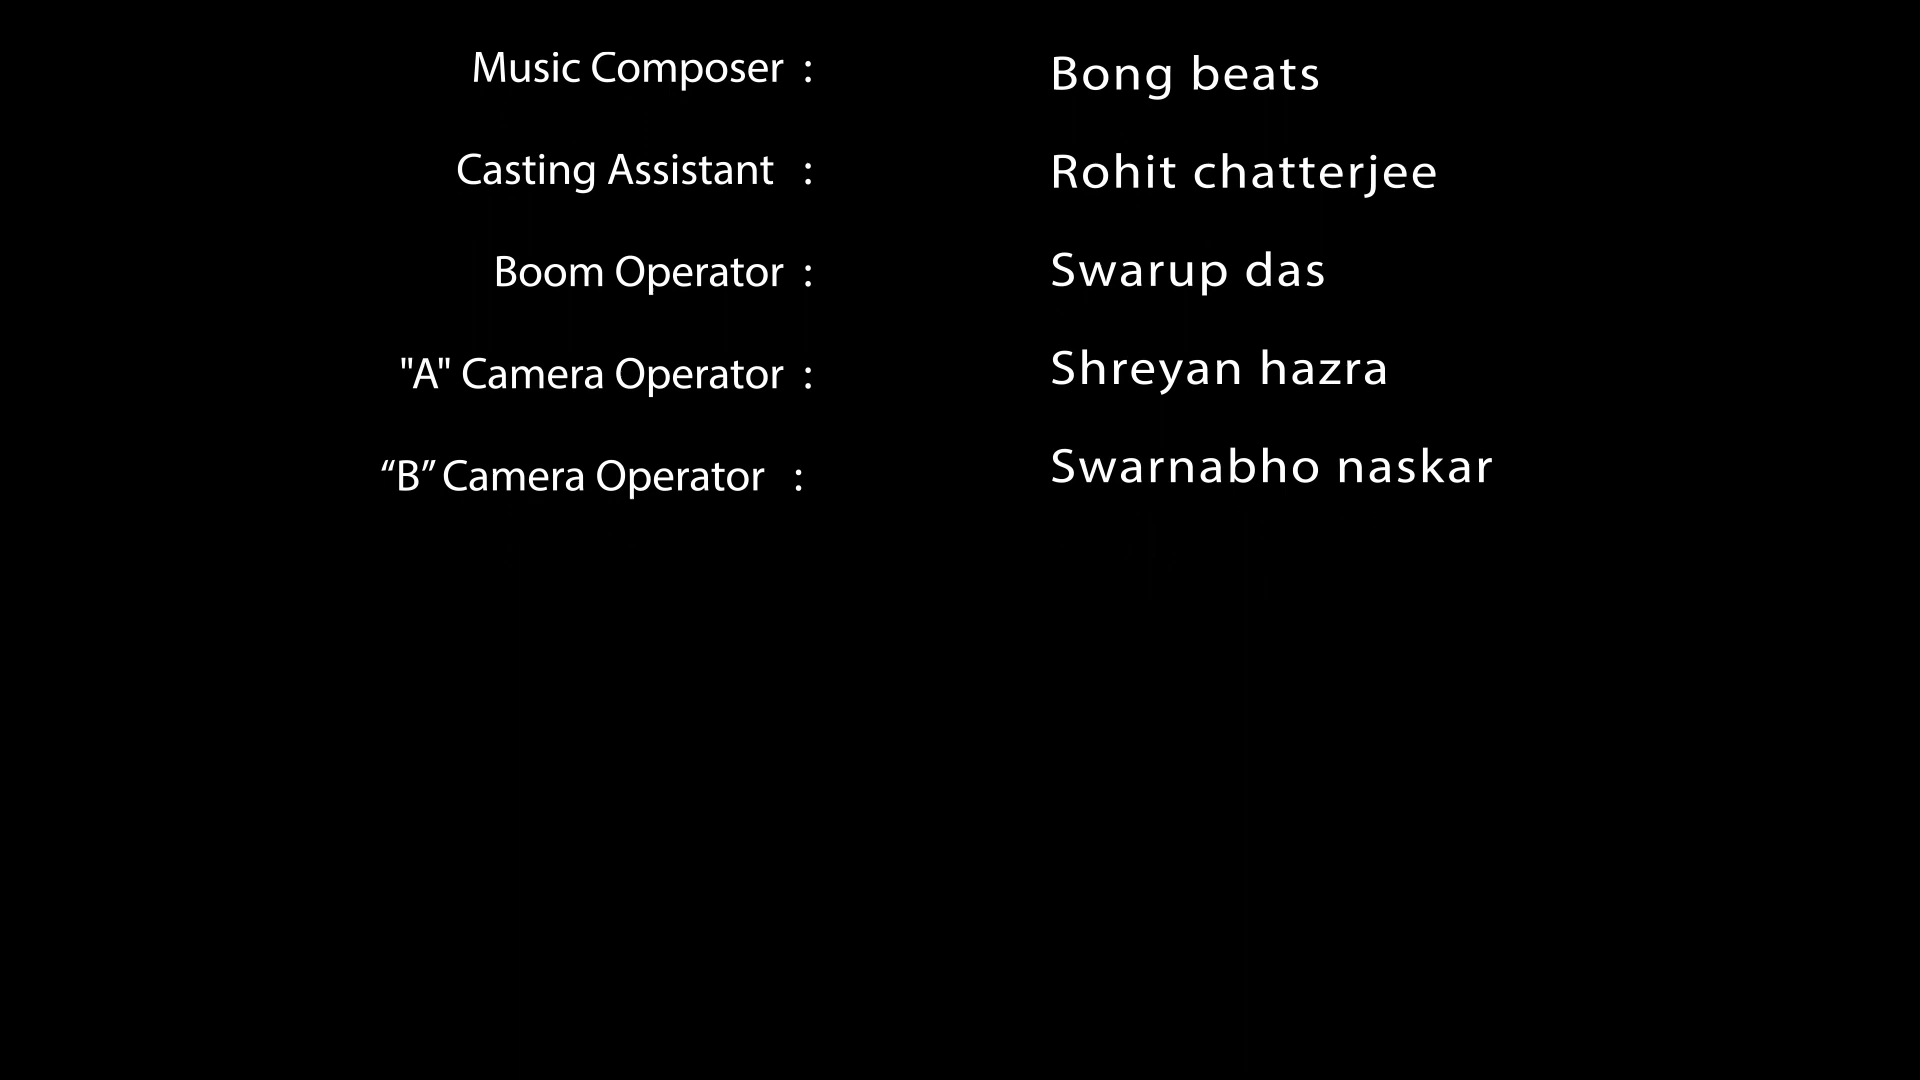 Music Composer : Bong beats
Casting Assistant : Rohit chatterjee
Boom Operator : Swarup das
"A" Camera Operator : Shreyan hazra
“B” Camera Operator : Swarnabho naskar